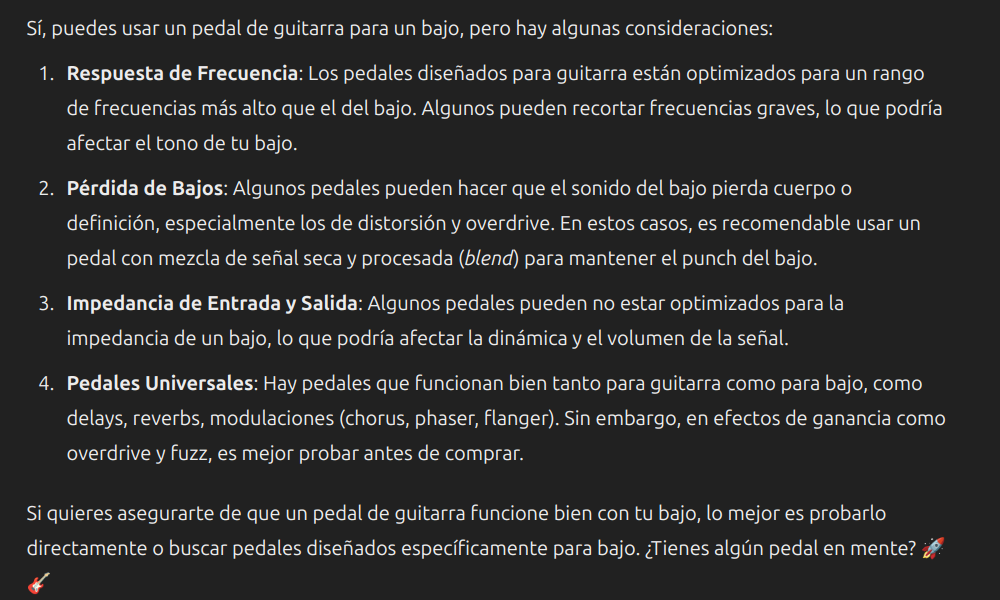 Sí, puedes usar un pedal de guitarra para un bajo, pero hay algunas consideraciones:
1. Respuesta de Frecuencia: Los pedales diseñados para guitarra están optimizados para un rango
de frecuencias más alto que el del bajo. Algunos pueden recortar frecuencias graves, lo que podría
afectar el tono de tu bajo.
2. Pérdida de Bajos: Algunos pedales pueden hacer que el sonido del bajo pierda cuerpo o
definición, especialmente los de distorsión y overdrive. En estos casos, es recomendable usar un
pedal con mezcla de señal seca y procesada (blend) para mantener el punch del bajo.
3. Impedancia de Entrada y Salida: Algunos pedales pueden no estar optimizados para la
impedancia de un bajo, lo que podría afectar la dinámica y el volumen de la señal.
4. Pedales Universales: Hay pedales que funcionan bien tanto para guitarra como para bajo, como
delays, reverbs, modulaciones (chorus, phaser, flanger). Sin embargo, en efectos de ganancia como
overdrive y fuzz, es mejor probar antes de comprar.
Si quieres asegurarte de que un pedal de guitarra funcione bien con tu bajo, lo mejor es probarlo
directamente o buscar pedales diseñados específicamente para bajo. ¿Tienes algún pedal en mente? 🚀
🎸